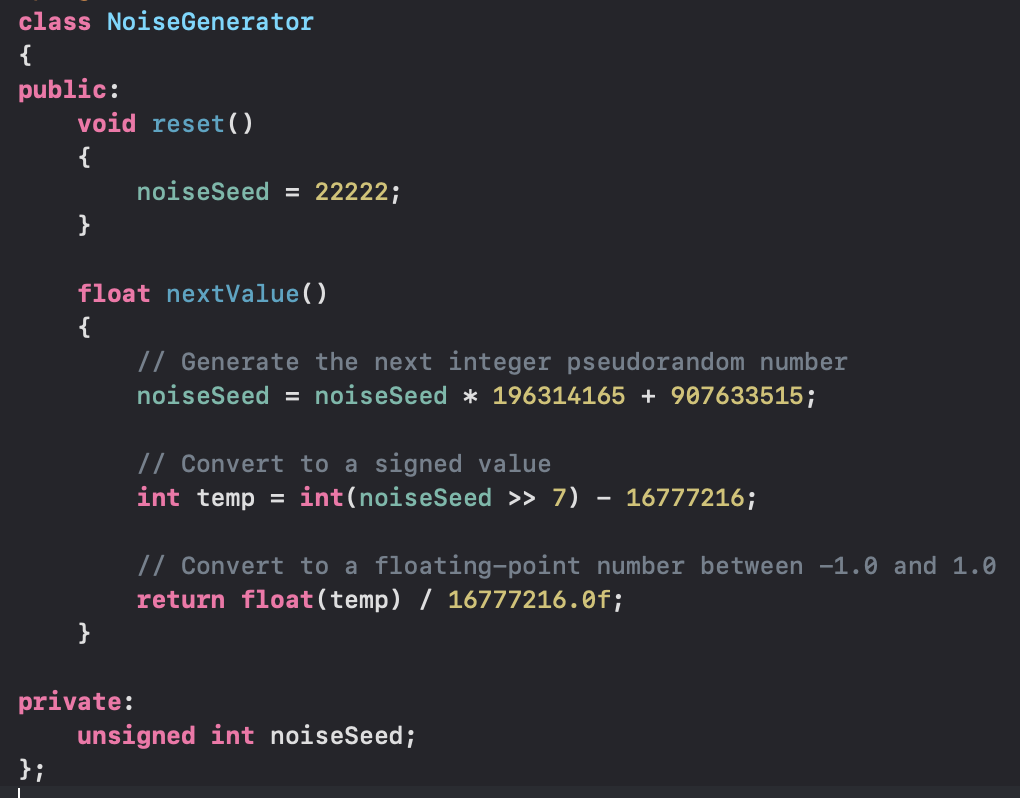 class NoiseGenerator
{
public:
    void reset()
    {
        noiseSeed = 22222;
    }

    float nextValue()
    {
        // Generate the next integer pseudorandom number
        noiseSeed = noiseSeed * 196314165 + 907633515;

        // Convert to a signed value
        int temp = int(noiseSeed >> 7) - 16777216;

        // Convert to a floating-point number between -1.0 and 1.0
        return float(temp) / 16777216.0f;
    }

private:
    unsigned int noiseSeed;
};